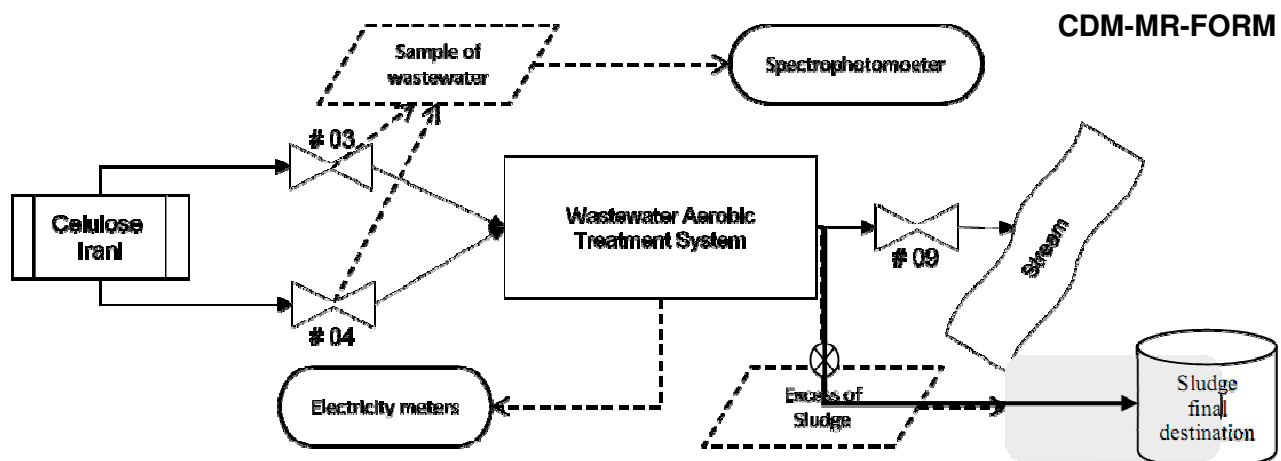 CDM-MR-FORM
Sample of
wastewater
Spectrophotomoeter
# 03
Celulose
Irani
Wastewater Aerobic
Treatment System
# 09
Stream
# 04
Electricity meters
Excess of
Sludge
Sludge
final
destination